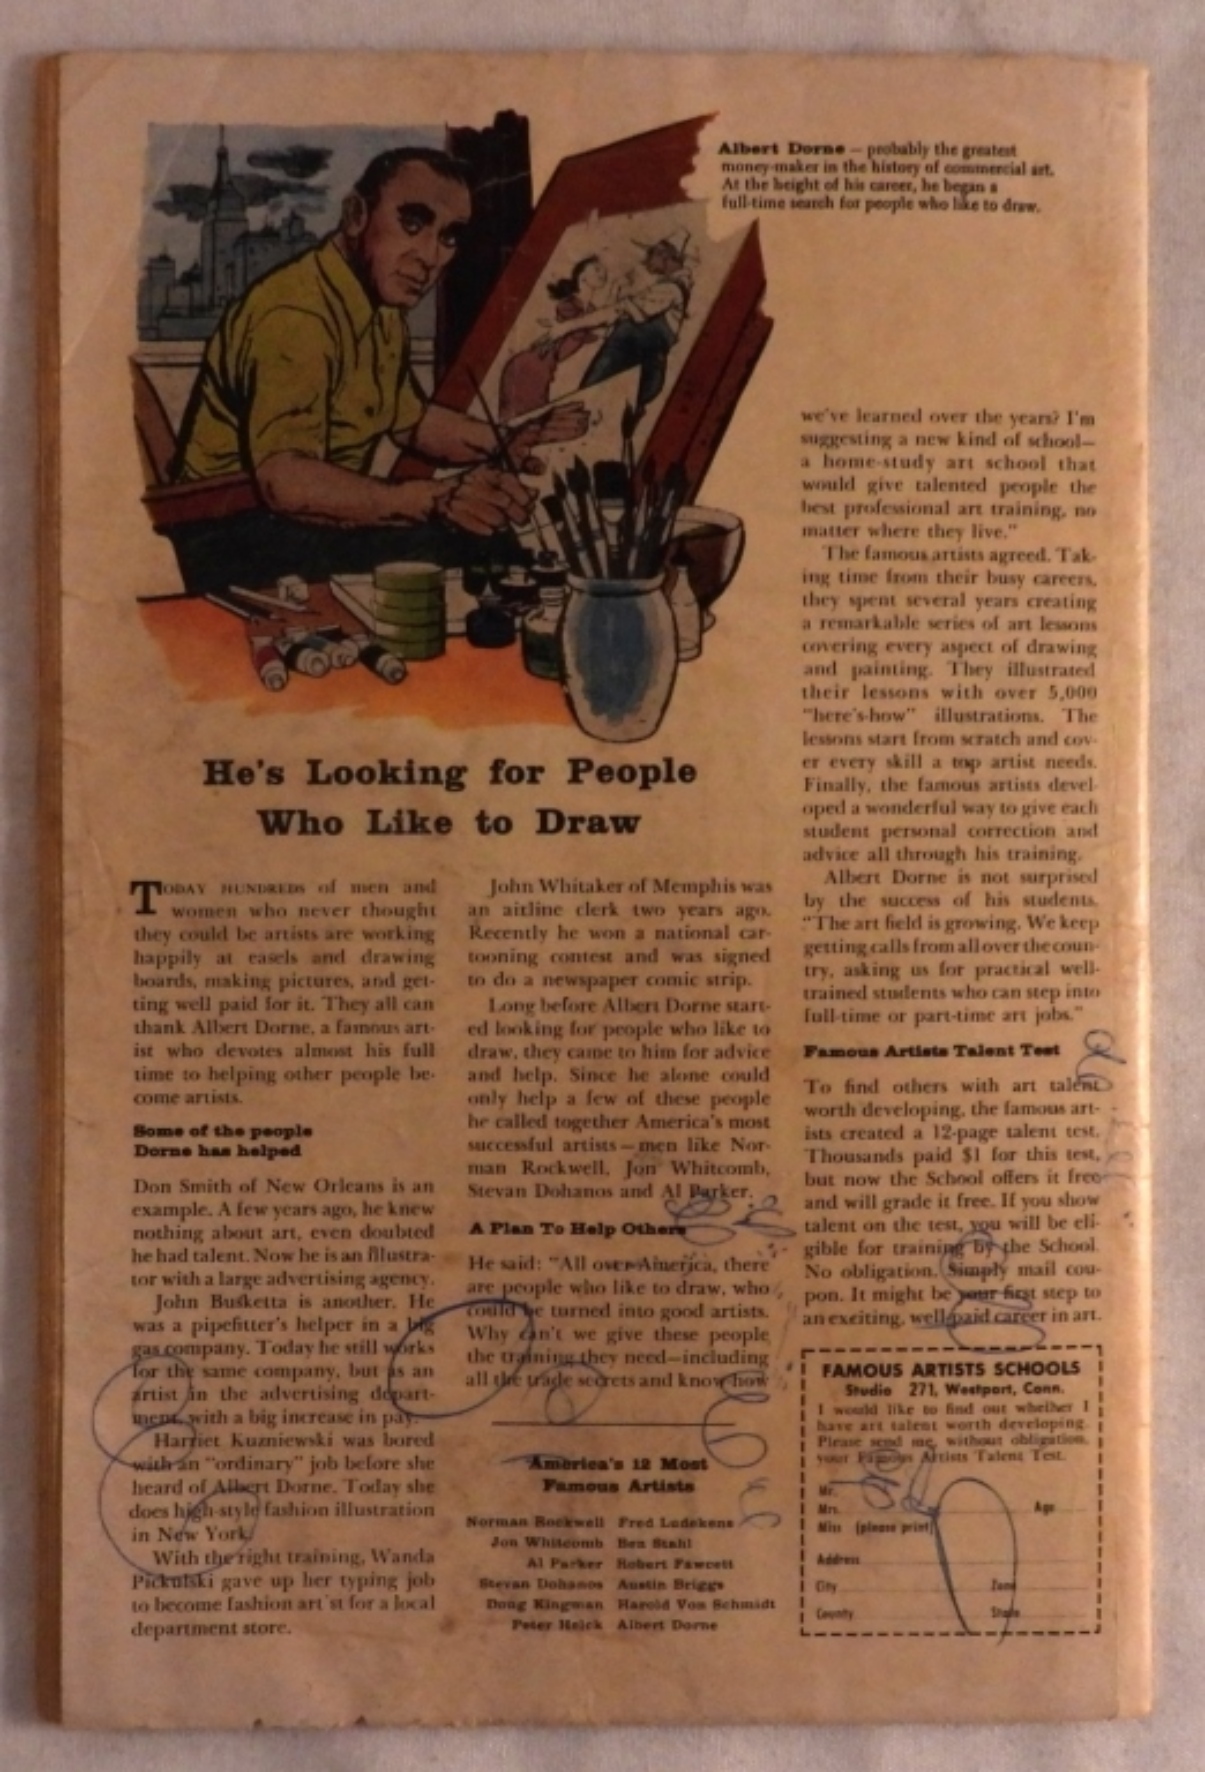 Albert Dorne — probably the greatest
money-maker in the history of commercial art.
At the height of his career, he began a
full-time search for people who like to draw.
He's Looking for People
Who Like to Draw
TODAY HUNDREDS of men and
women who never thought
they could be artists are working
happily at easels and drawing
boards, making pictures, and get-
ting well paid for it. They all can
thank Albert Dorne, a famous art-
ist who devotes almost his full
time to helping other people be-
come artists.
Some of the people
Dorne has helped
Don Smith of New Orleans is an
example. A few years ago, he knew
nothing about art, even doubted
he had talent. Now he is an illustra-
tor with a large advertising agency.
John Busketta is another. He
was a pipefitter's helper in a big
gas company. Today he still works
for the same company, but as an
artist in the advertising depart-
ment, with a big increase in pay.
Harriet Kuzniewski was bored
with an "ordinary" job before she
heard of Albert Dorne. Today she
does high-style fashion illustration
in New York.
With the right training, Wanda
Pickulski gave up her typing job
to become fashion art st for a local
department store.
John Whitaker of Memphis was
an airline clerk two years ago.
Recently he won a national car-
tooning contest and was signed
to do a newspaper comic strip.
Long before Albert Dorne start-
ed looking for people who like to
draw, they came to him for advice
and help. Since he alone could
only help a few of these people
he called together America's most
successful artists—men like Nor-
man Rockwell, Jon Whitcomb,
Stevan Dohanos and Al Parker.
A Plan To Help Others
He said: "All over America, there
are people who like to draw, who
could be turned into good artists.
Why can't we give these people
the training they need—including
all the trade secrets and know-how
America's 12 Most
Famous Artists
Norman Rockwell Fred Ludekens
Jon Whitcomb Ben Stahl
Al Parker Robert Fawcett
Stevan Dohanos Austin Briggs
Dong Kingman Harold Von Schmidt
Peter Helck Albert Dorne
we've learned over the years? I'm
suggesting a new kind of school—
a home-study art school that
would give talented people the
best professional art training, no
matter where they live."
The famous artists agreed. Tak-
ing time from their busy careers,
they spent several years creating
a remarkable series of art lessons
covering every aspect of drawing
and painting. They illustrated
their lessons with over 5,000
"here's-how" illustrations. The
lessons start from scratch and cov-
er every skill a top artist needs.
Finally, the famous artists devel-
oped a wonderful way to give each
student personal correction and
advice all through his training.
Albert Dorne is not surprised
by the success of his students.
"The art field is growing. We keep
getting calls from all over the coun-
try, asking us for practical well-
trained students who can step into
full-time or part-time art jobs."
Famous Artists Talent Test
To find others with art talent
worth developing, the famous art-
ists created a 12-page talent test.
Thousands paid $1 for this test,
but now the School offers it free
and will grade it free. If you show
talent on the test, you will be eli-
gible for training by the School.
No obligation. Simply mail cou-
pon. It might be your first step to
an exciting, well-paid career in art.
FAMOUS ARTISTS SCHOOLS
Studio 271, Westport, Conn.
I would like to find out whether I
have art talent worth developing.
Please send me, without obligation,
your Famous Artists Talent Test.
Mr.
Mrs. Age
Miss (please print)
Address
City Zone
County State